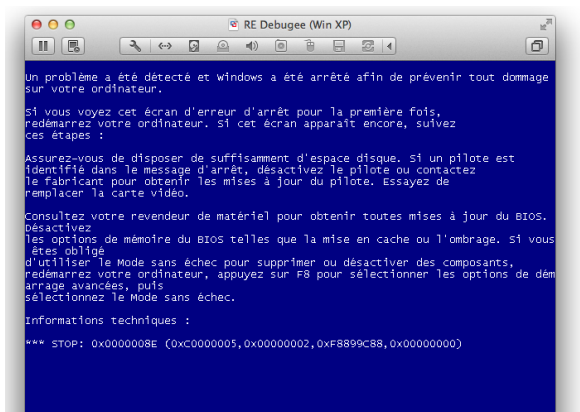 RE Debugee (Win XP)
Un problème a été détecté et Windows a été arrêté afin de prévenir tout dommage
sur votre ordinateur.
Si vous voyez cet écran d'erreur d'arrêt pour la première fois,
redémarrez votre ordinateur. Si cet écran apparaît encore, suivez
ces étapes :
Assurez-vous de disposer de suffisamment d'espace disque. Si un pilote est
identifié dans le message d'arrêt, désactivez le pilote ou contactez
le fabricant pour obtenir les mises à jour du pilote. Essayez de
remplacer la carte vidéo.
Consultez votre revendeur de matériel pour obtenir toutes mises à jour du BIOS.
Désactivez
les options de mémoire du BIOS telles que la mise en cache ou l'ombrage. Si vous
êtes obligé
d'utiliser le Mode sans échec pour supprimer ou désactiver des composants,
redémarrez votre ordinateur, appuyez sur F8 pour sélectionner les options de dém
arrage avancées, puis
sélectionnez le Mode sans échec.
Informations techniques :
*** STOP: 0x0000008E (0xC0000005,0x00000002,0xF8899C88,0x00000000)